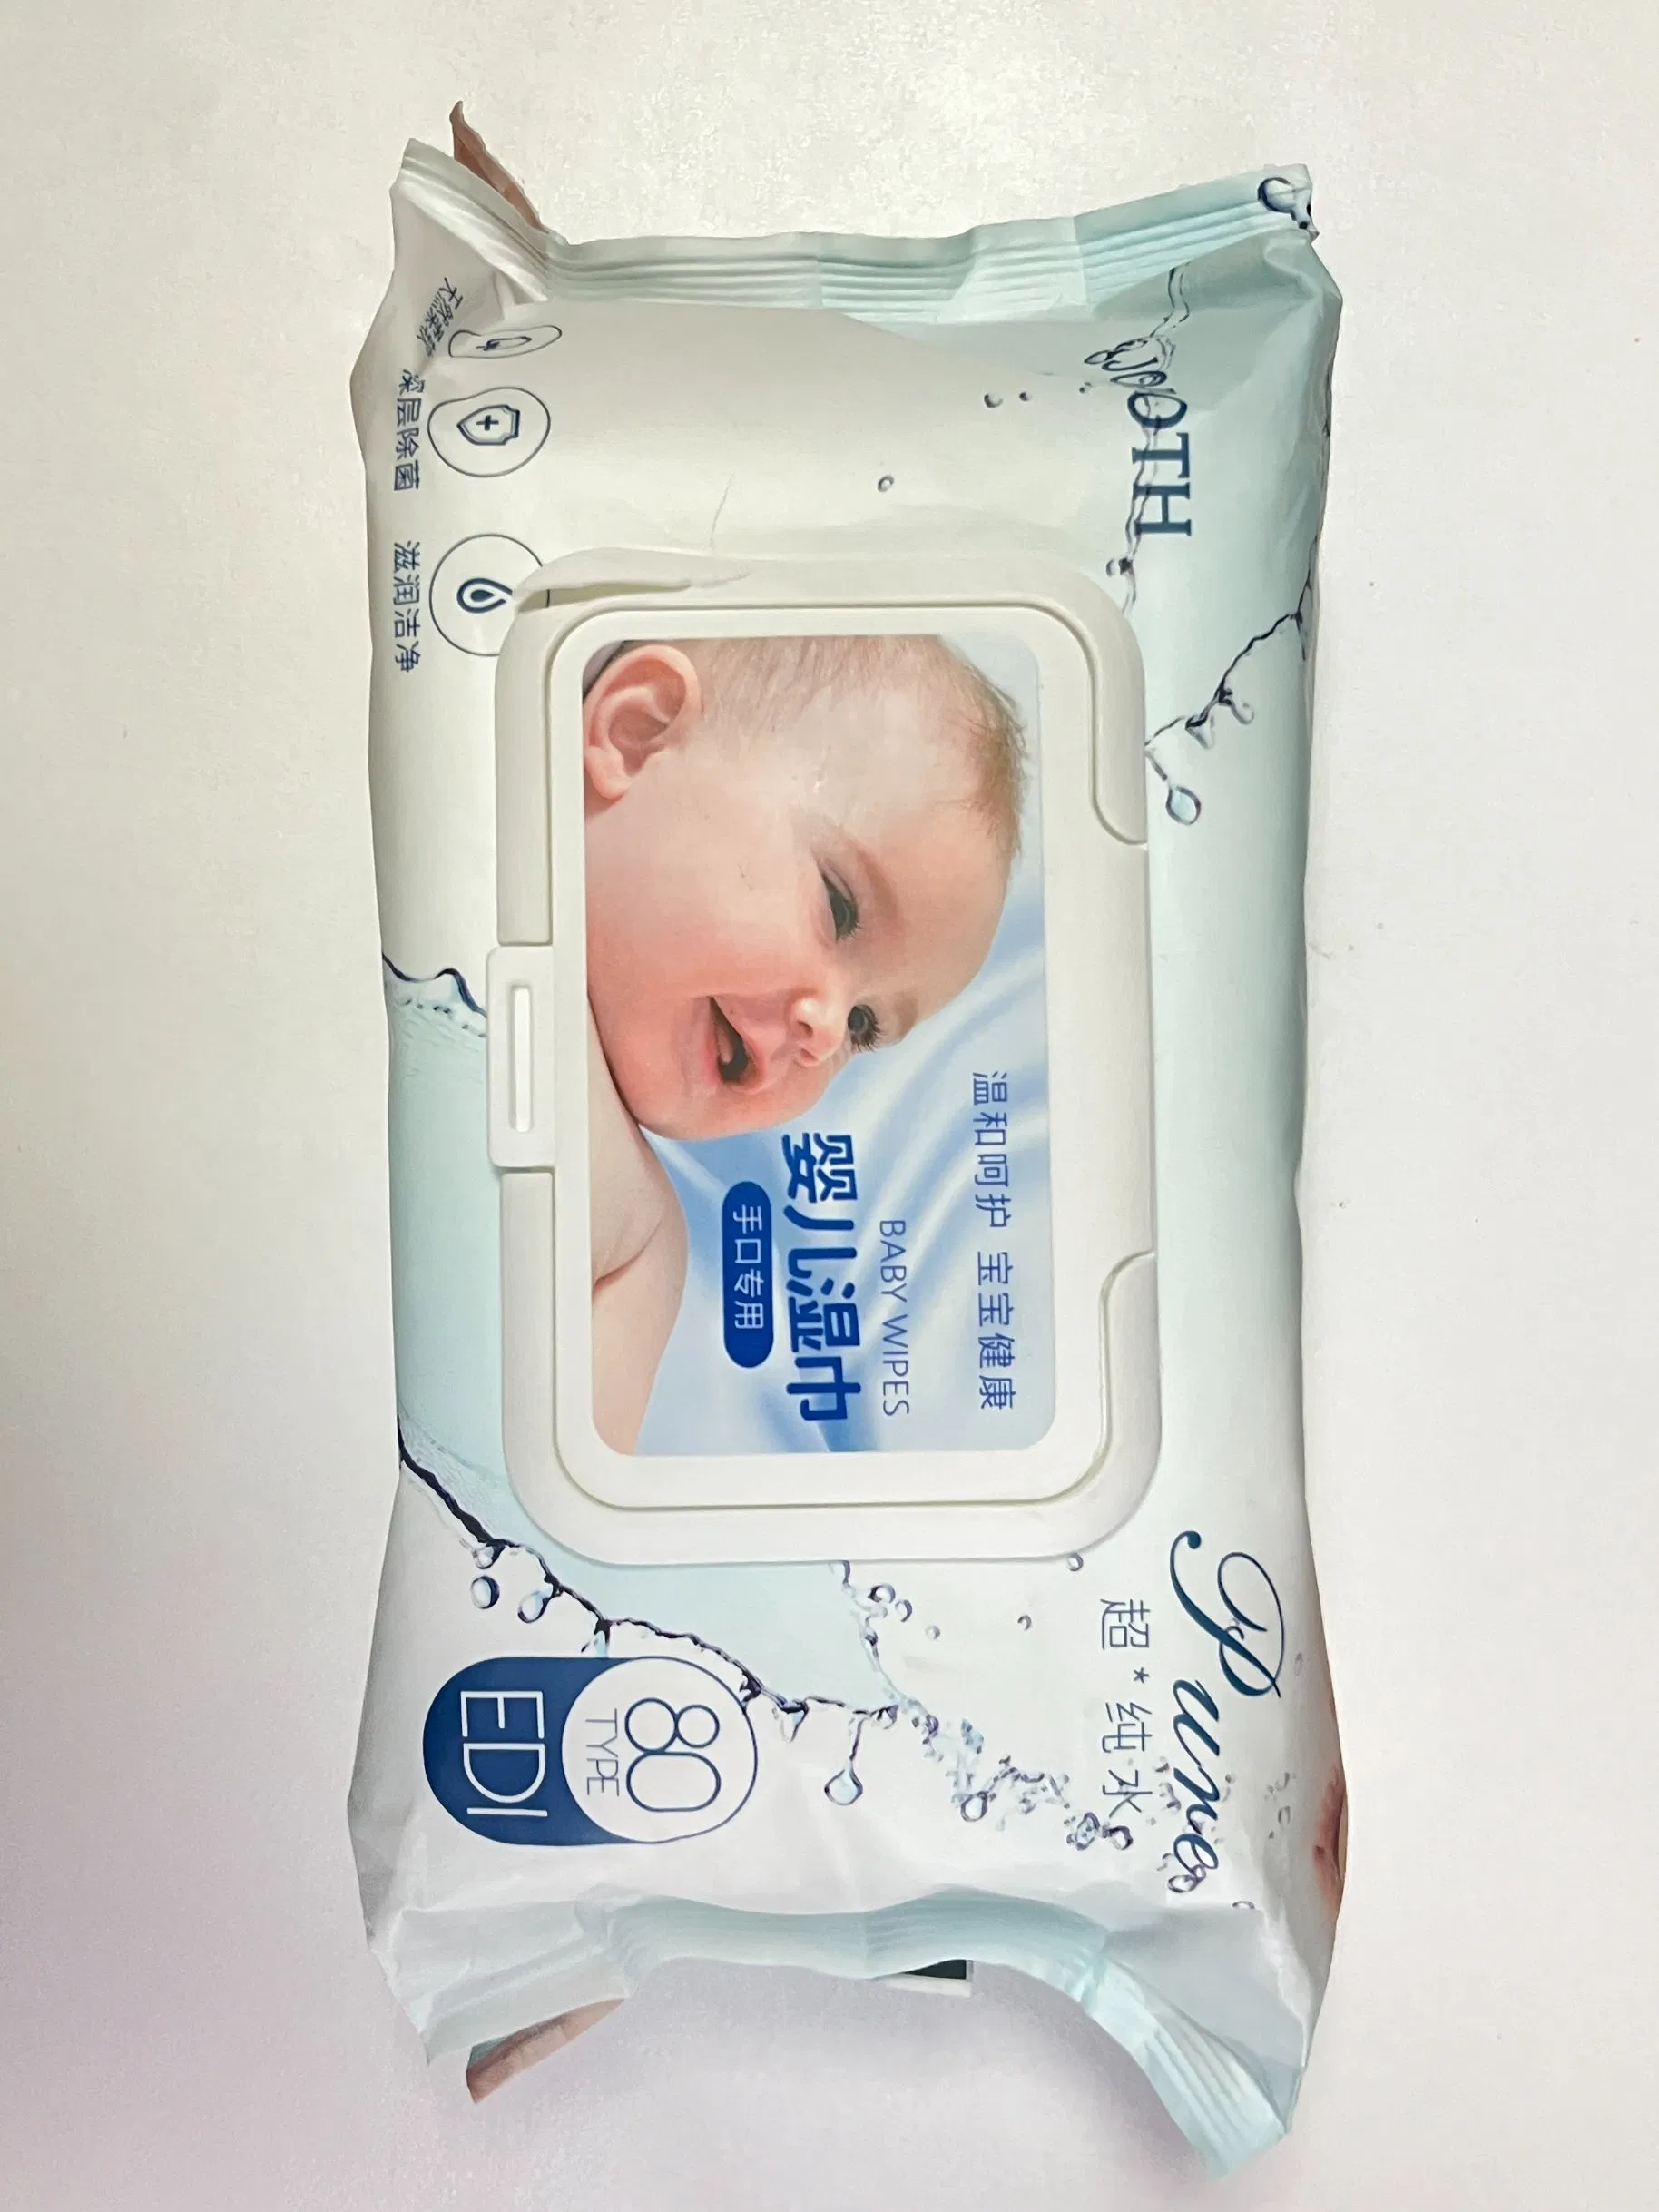 Pure
超*纯水
温和呵护 宝宝健康
BABY WIPES
婴儿湿巾
手口专用
深层除菌
滋润洁净
80
TYPE
EDI